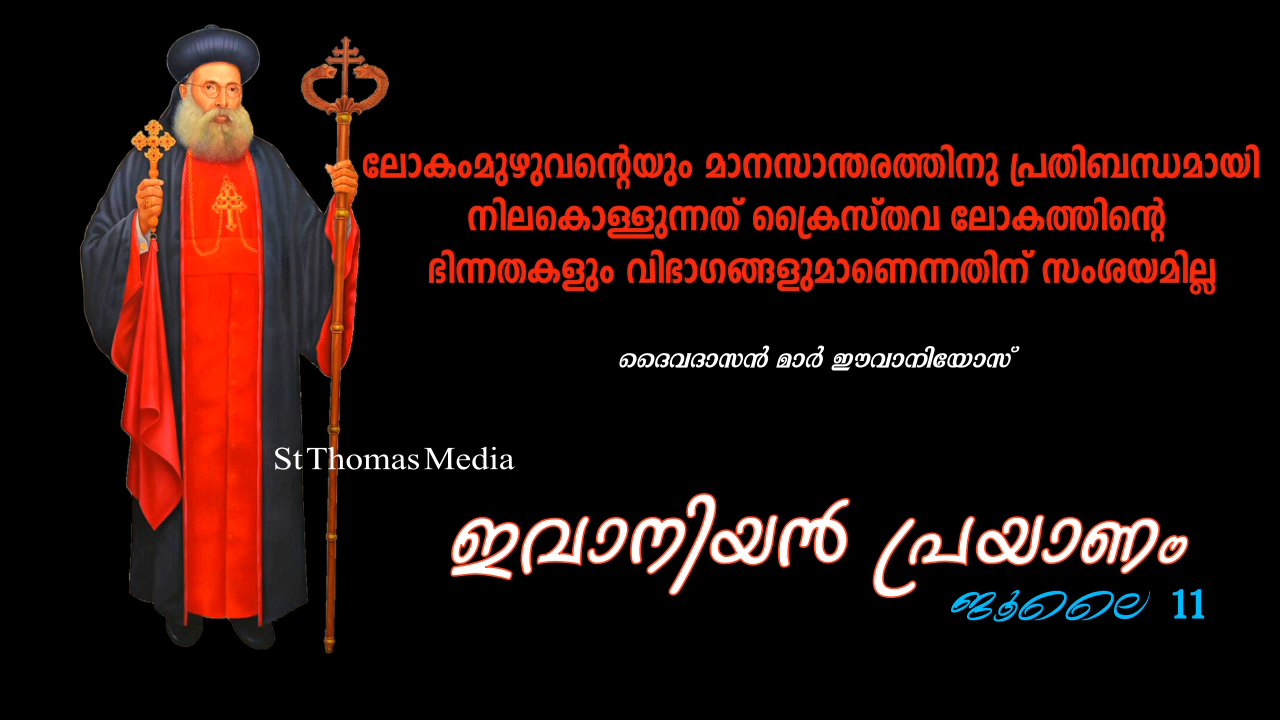 ലോകംമുഴുവന്റെയും മാനസാന്തരത്തിനു പ്രതിബന്ധമായി
നിലകൊള്ളുന്നത് ക്രൈസ്തവ ലോകത്തിന്റെ
ഭിന്നതകളും വിഭാഗങ്ങളുമാണെന്നതിന് സംശയമില്ല
ദൈവദാസൻ മാർ ഈവാനിയോസ്
St Thomas Media
ഇവാനിയൻ പ്രയാണം
ജൂലൈ 11